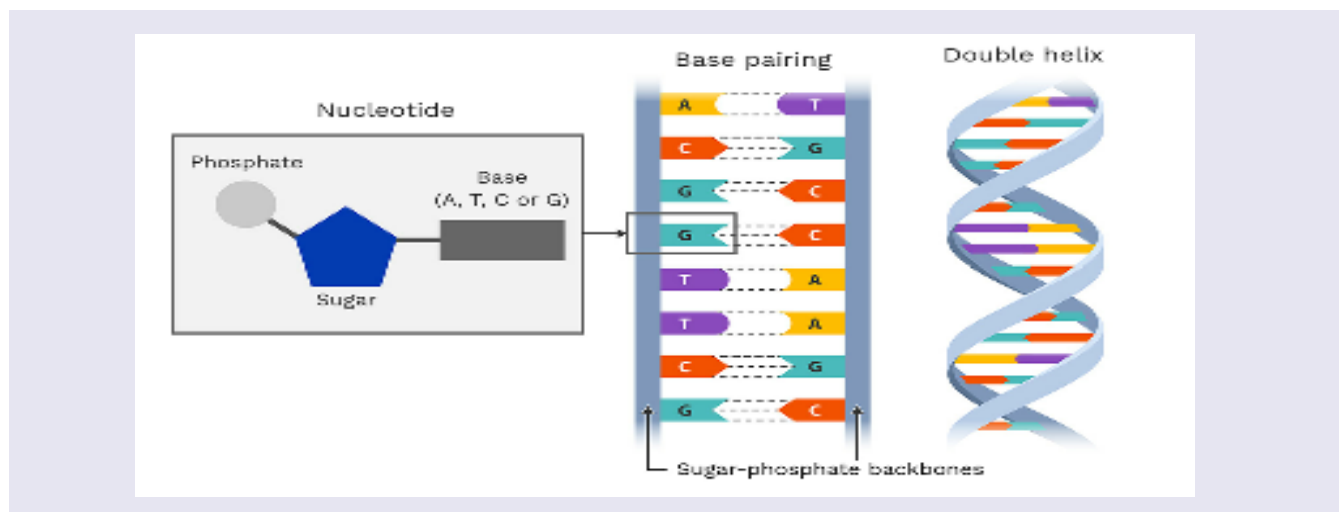 Nucleotide
Phosphate
Base
(A, T, C or G)
Sugar
Base pairing
A T
C G
G C
G C
T A
T A
C G
G C
Sugar-phosphate backbones
Double helix